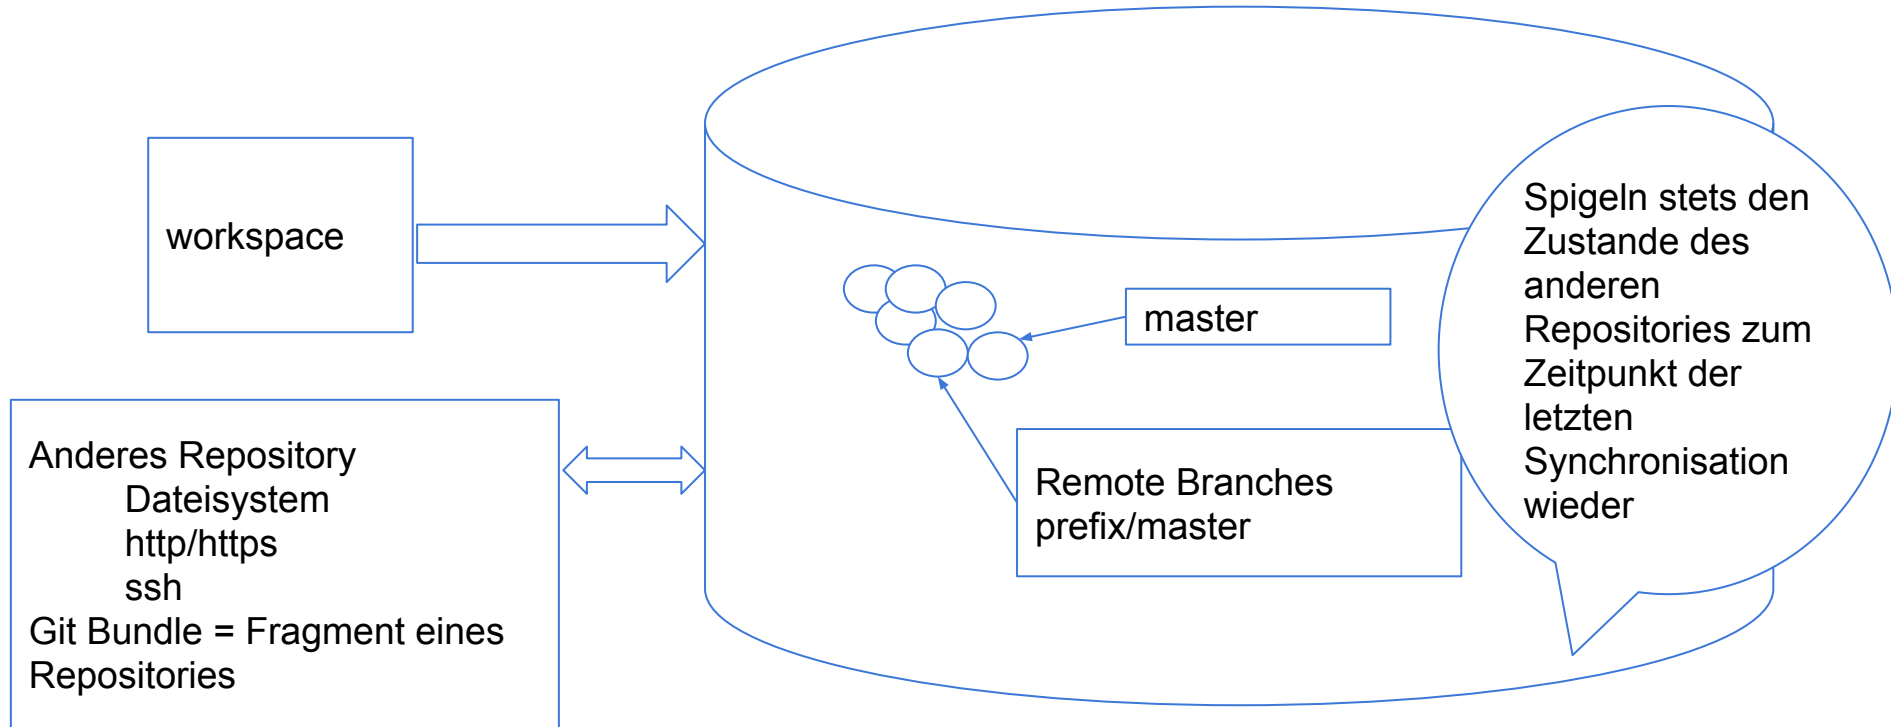 workspace
Anderes Repository
Dateisystem
http/https
ssh
Git Bundle = Fragment eines
Repositories
master
Remote Branches
prefix/master
Spigeln stets den
Zustande des
anderen
Repositories zum
Zeitpunkt der
letzten
Synchronisation
wieder